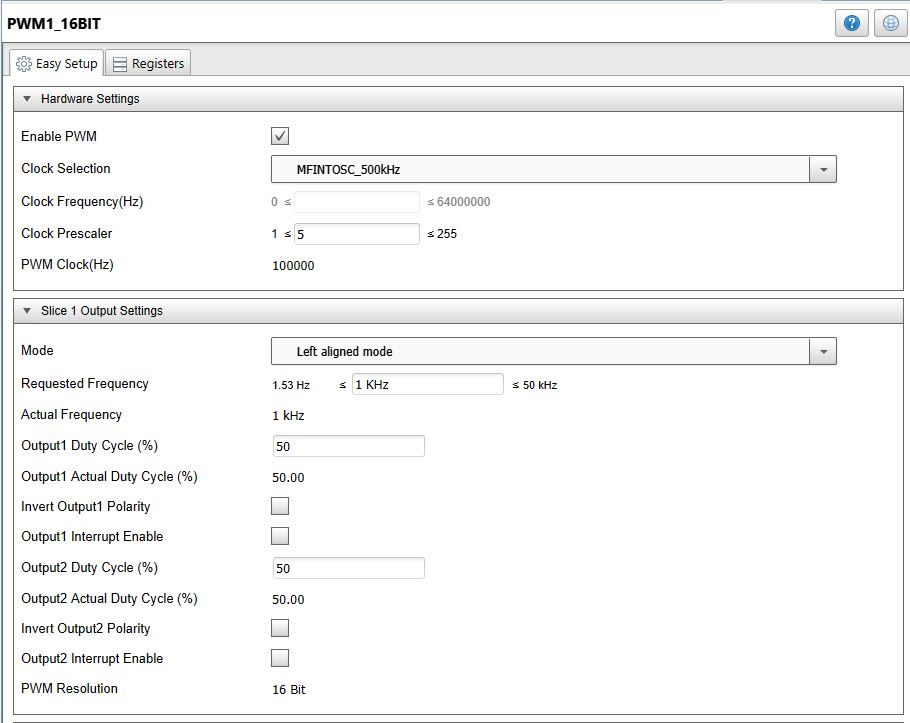 PWM1_16BIT
Easy Setup Registers
Hardware Settings
Enable PWM
Clock Selection MFINTOSC_500kHz
Clock Frequency(Hz) 0 ≤ ≤ 64000000
Clock Prescaler 1 ≤ 5 ≤ 255
PWM Clock(Hz) 100000
Slice 1 Output Settings
Mode Left aligned mode
Requested Frequency 1.53 Hz ≤ 1 KHz ≤ 50 kHz
Actual Frequency 1 kHz
Output1 Duty Cycle (%) 50
Output1 Actual Duty Cycle (%) 50.00
Invert Output1 Polarity
Output1 Interrupt Enable
Output2 Duty Cycle (%) 50
Output2 Actual Duty Cycle (%) 50.00
Invert Output2 Polarity
Output2 Interrupt Enable
PWM Resolution 16 Bit